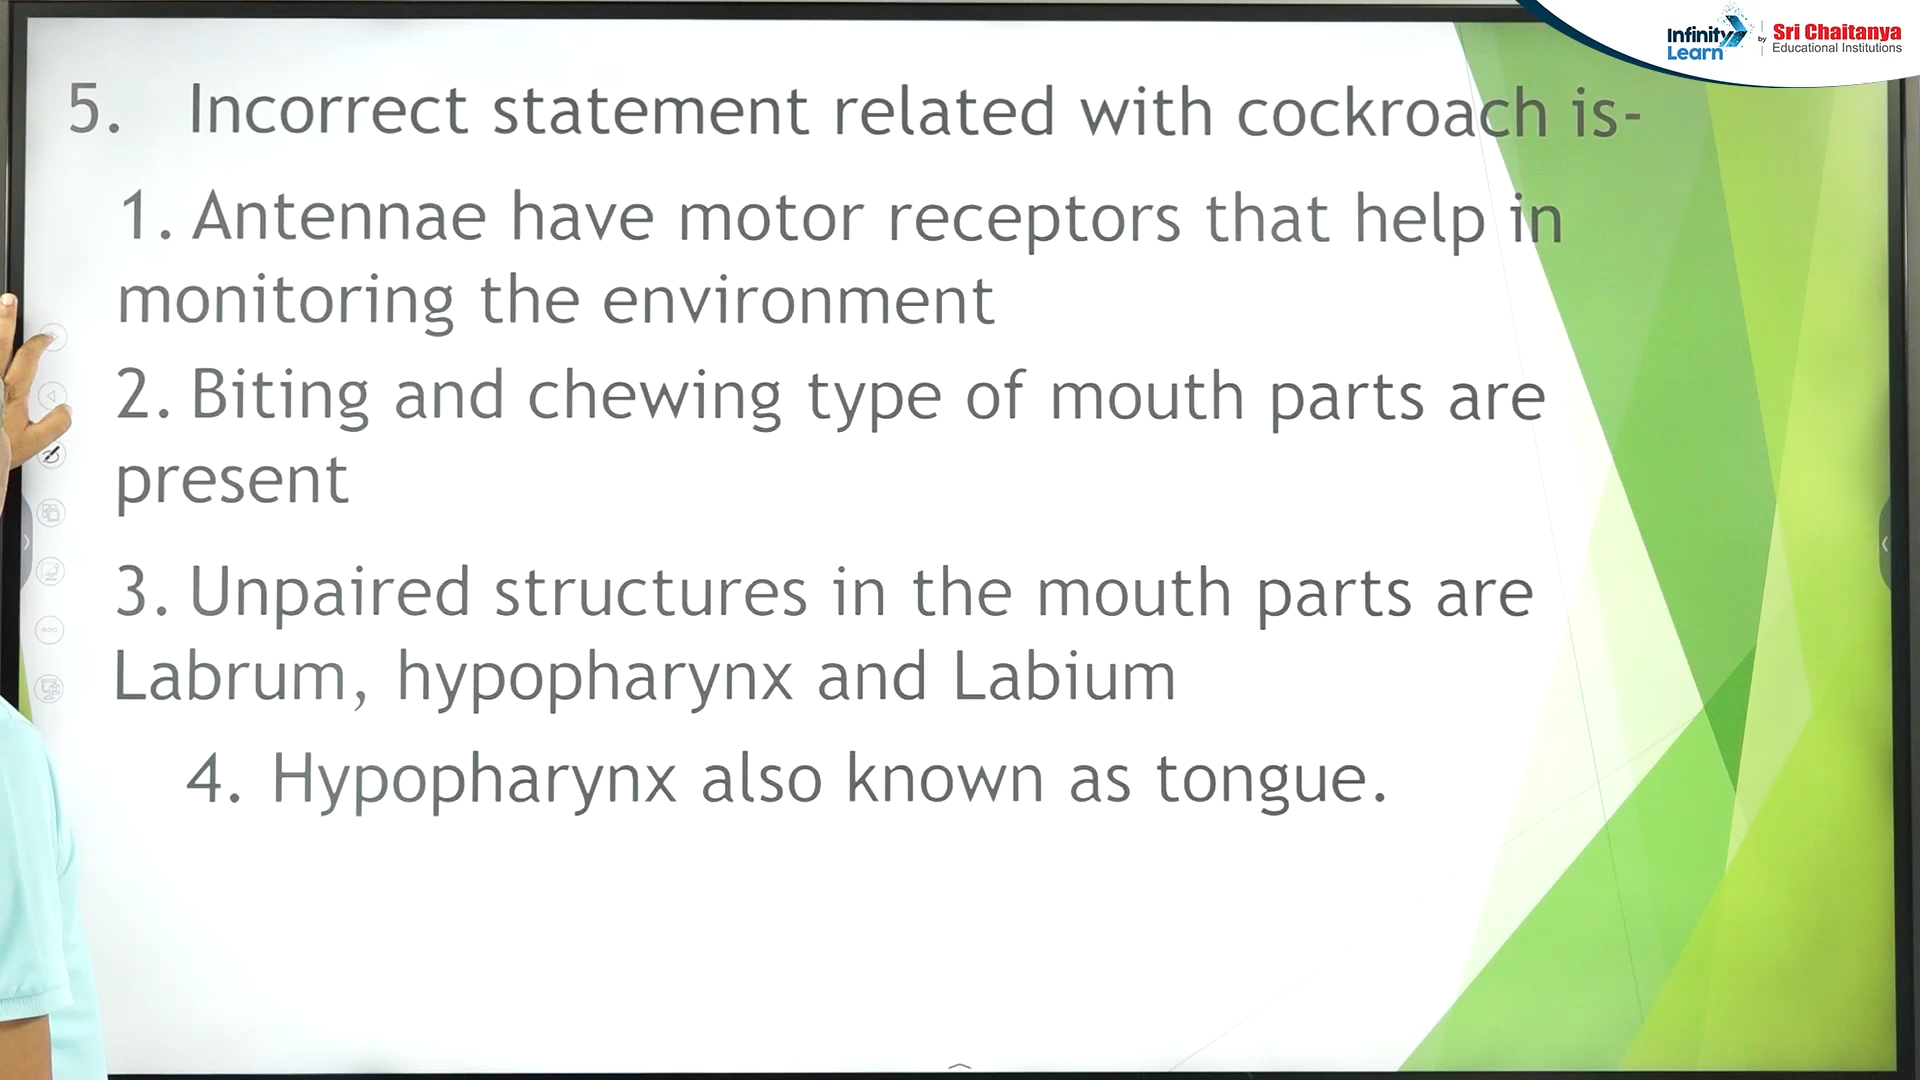 Infinity Learn by Sri Chaitanya Educational Institutions
5. Incorrect statement related with cockroach is-
1. Antennae have motor receptors that help in
monitoring the environment
2. Biting and chewing type of mouth parts are
present
3. Unpaired structures in the mouth parts are
Labrum, hypopharynx and Labium
4. Hypopharynx also known as tongue.